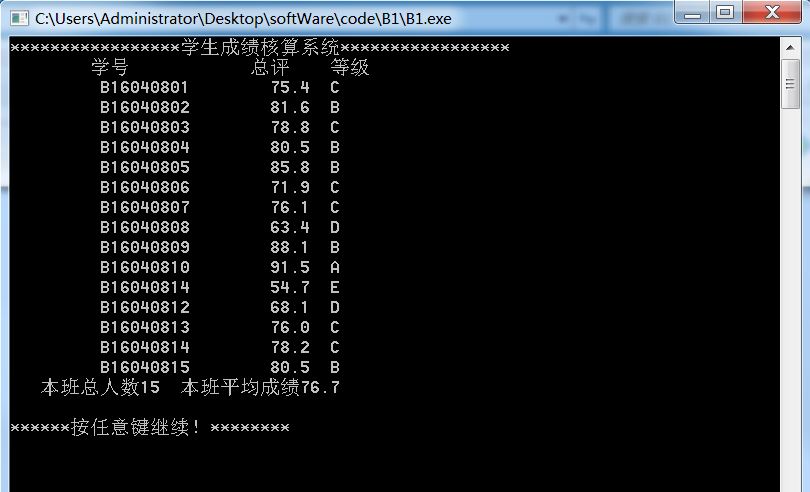 C:\Users\Administrator\Desktop\softWare\code\B1\B1.exe
*****************学生成绩核算系统*****************
学号 总评 等级
B16040801 75.4 C
B16040802 81.6 B
B16040803 78.8 C
B16040804 80.5 B
B16040805 85.8 B
B16040806 71.9 C
B16040807 76.1 C
B16040808 63.4 D
B16040809 88.1 B
B16040810 91.5 A
B16040814 54.7 E
B16040812 68.1 D
B16040813 76.0 C
B16040814 78.2 C
B16040815 80.5 B
本班总人数15 本班平均成绩76.7
******按任意键继续! ********